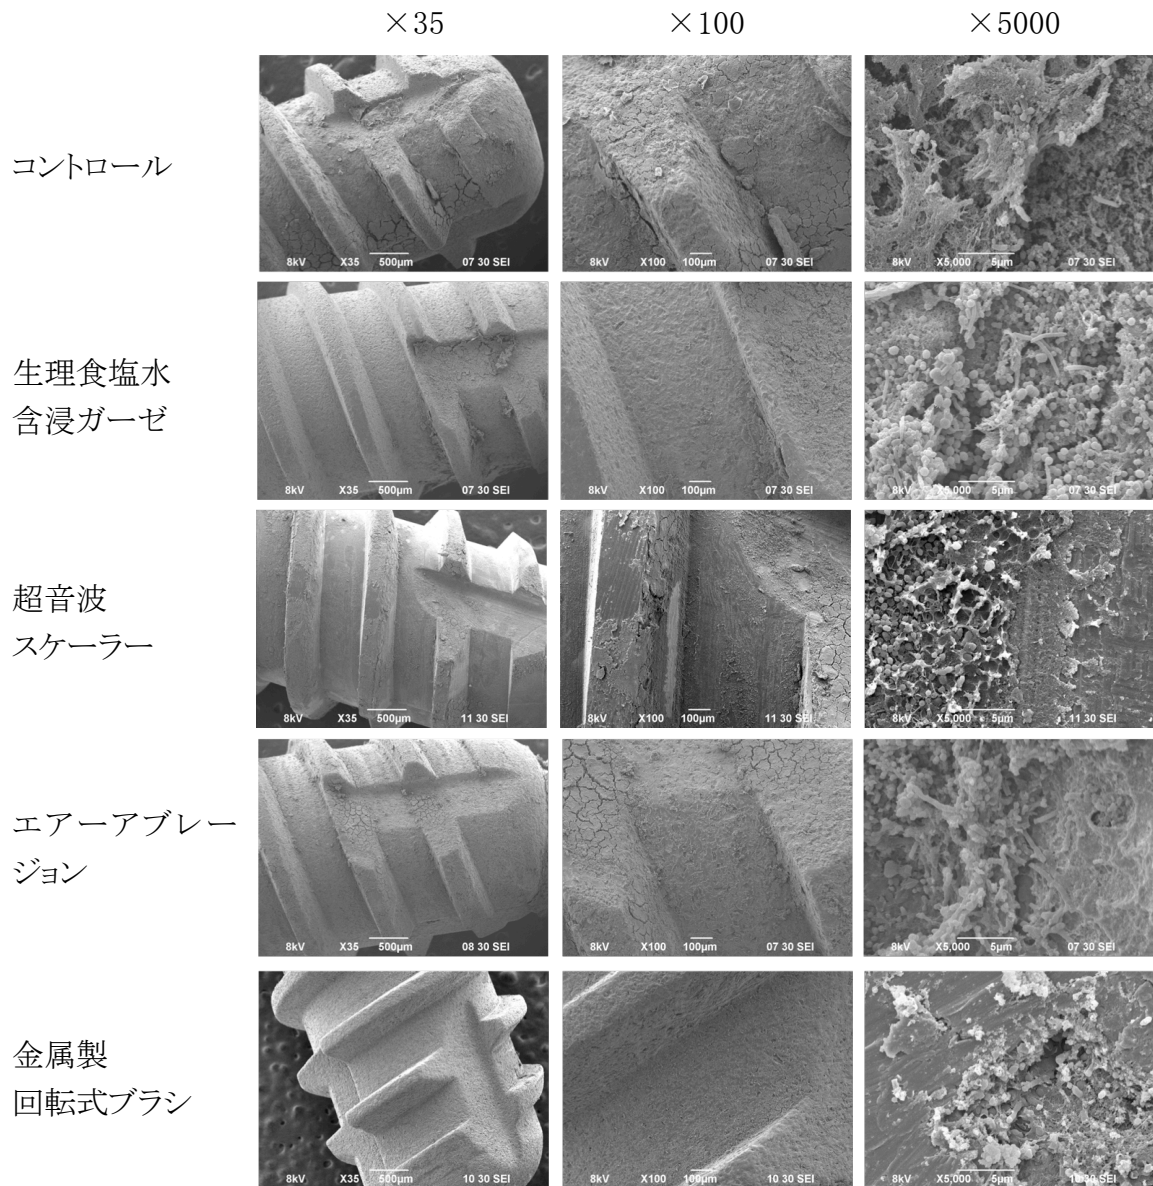 ×35 ×100 ×5000
コントロール
8kV X35 500μm 07 30 SEI
8kV X100 100μm 07 30 SEI
8kV X5,000 5μm 07 30 SEI
生理食塩水
含浸ガーゼ
8kV X35 500μm 07 30 SEI
8kV X100 100μm 07 30 SEI
8kV X5,000 5μm 07 30 SEI
超音波
スケーラー
8kV X35 500μm 11 30 SEI
8kV X100 100μm 11 30 SEI
8kV X5,000 5μm 11 30 SEI
エアーアブレー
ジョン
8kV X35 500μm 08 30 SEI
8kV X100 100μm 07 30 SEI
8kV X5,000 5μm 07 30 SEI
金属製
回転式ブラシ
8kV X35 500μm 10 30 SEI
8kV X100 100μm 10 30 SEI
8kV X5,000 5μm 10 30 SEI